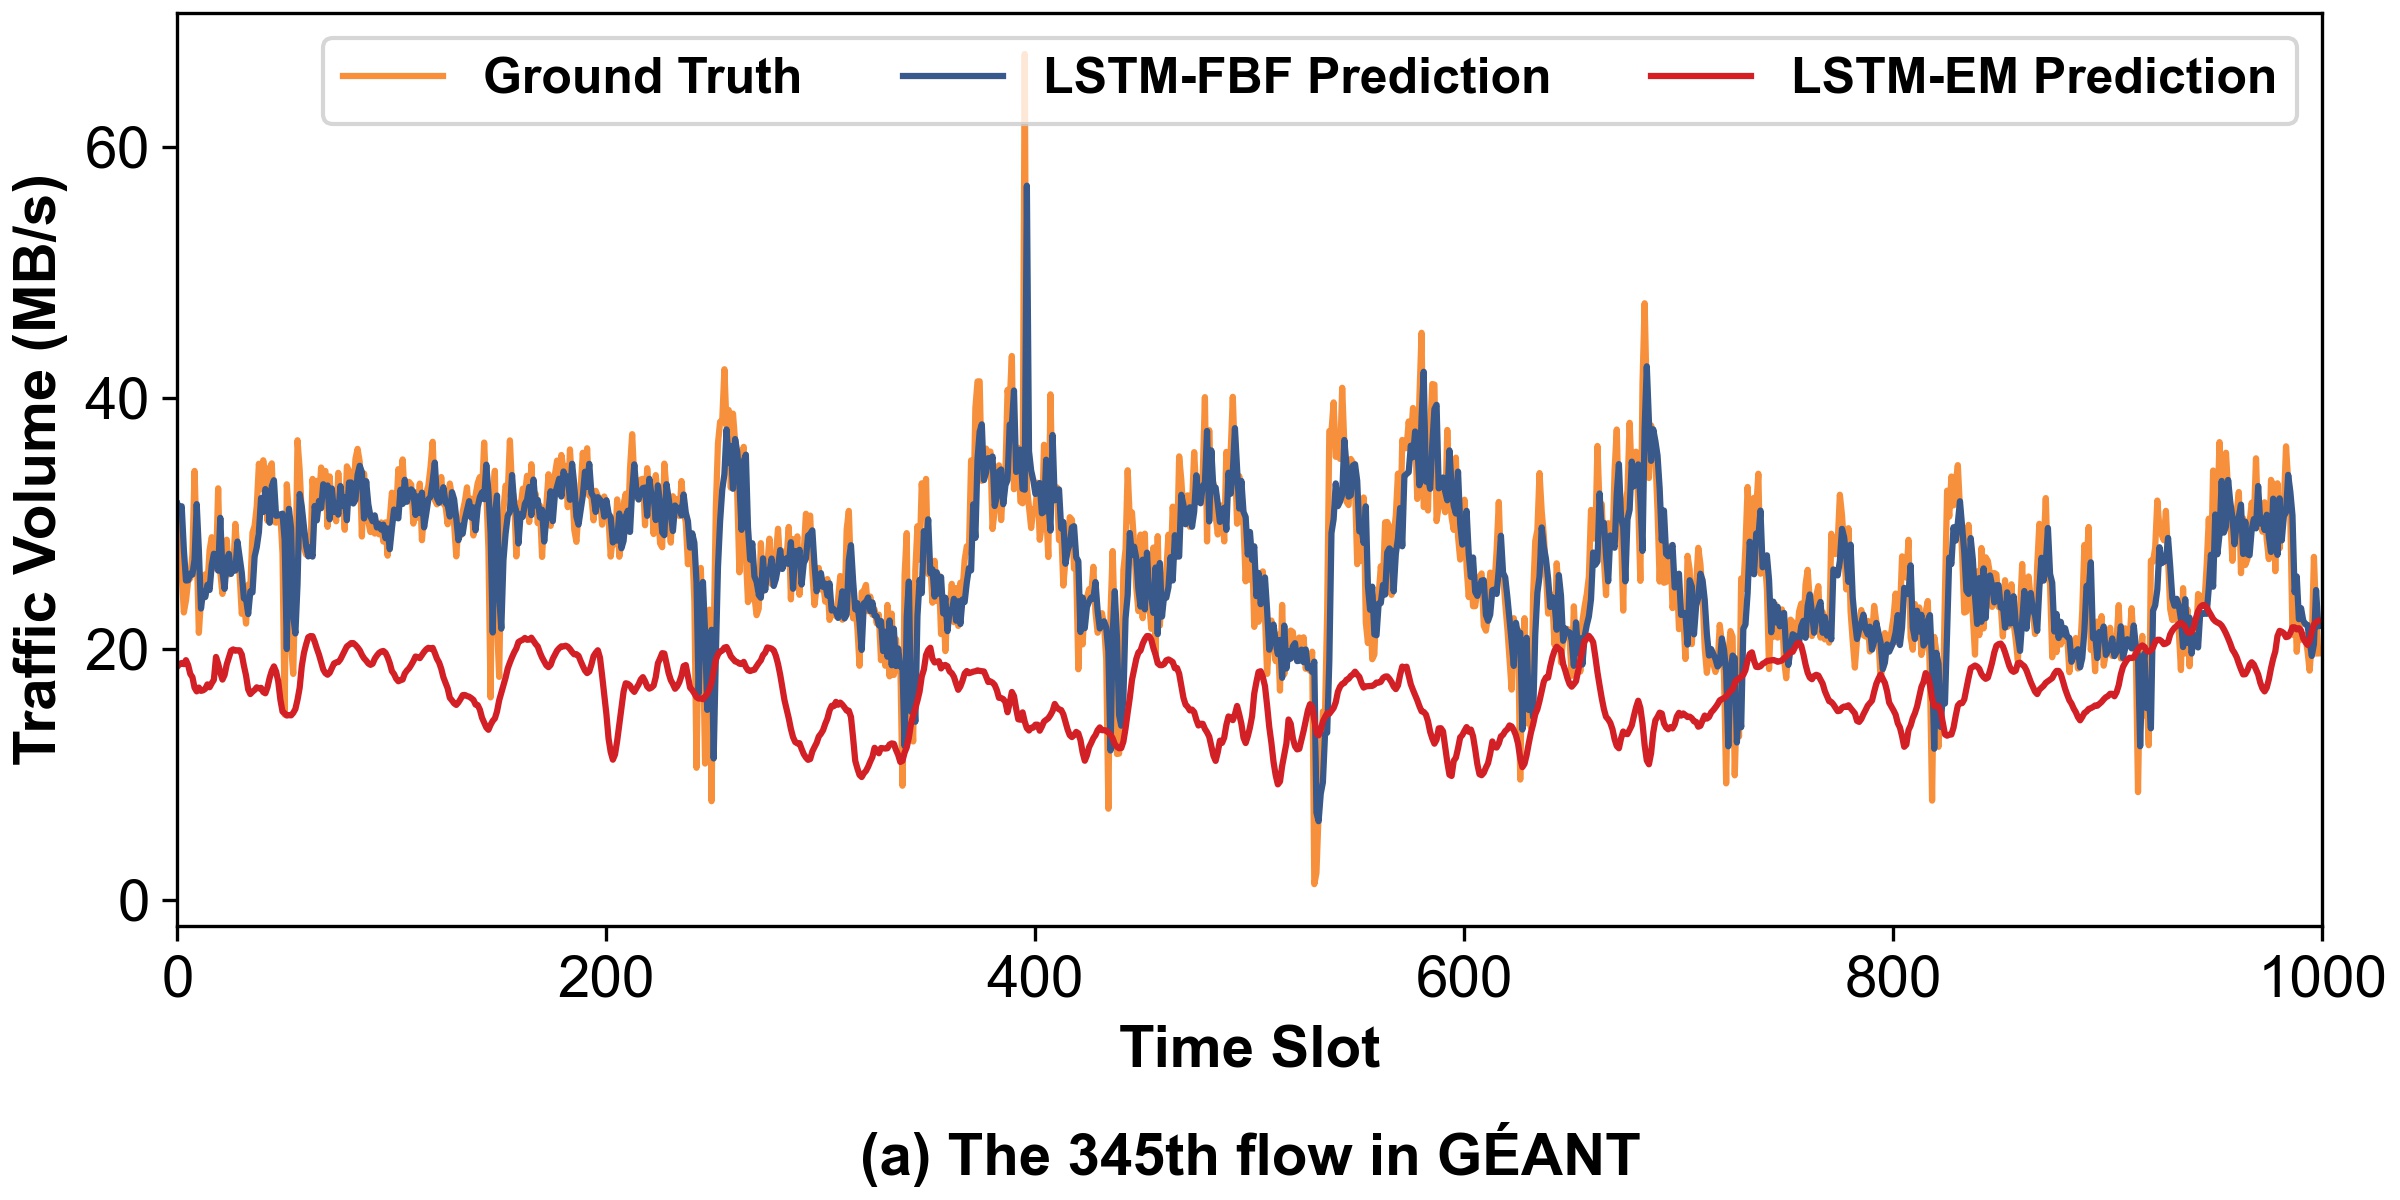 Ground Truth
LSTM-FBF Prediction
LSTM-EM Prediction
Traffic Volume (MB/s)
60
40
20
0
0
200
400
600
800
1000
Time Slot
(a) The 345th flow in GÉANT